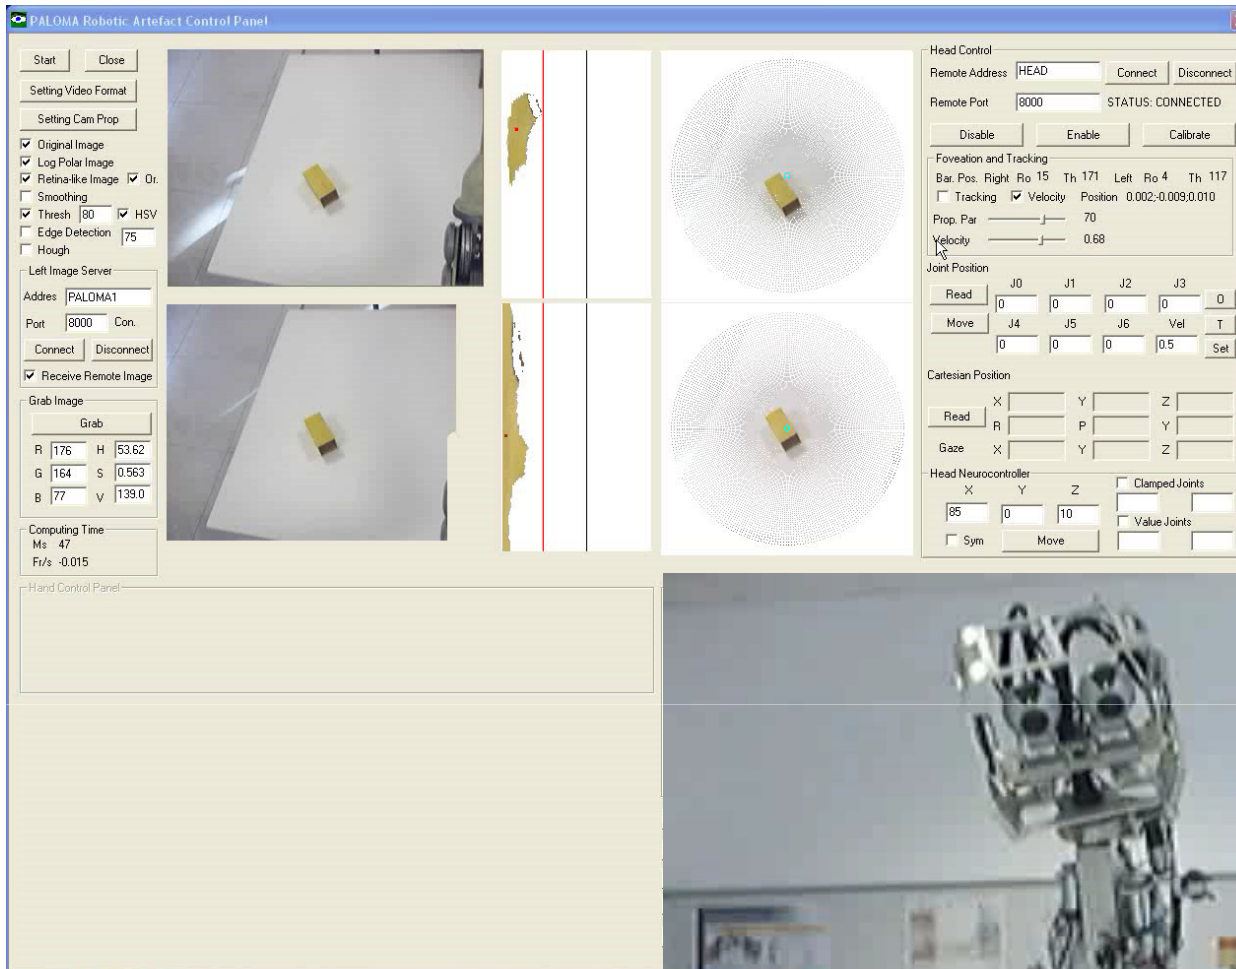 PALOMA Robotic Artefact Control Panel
Start Close
Setting Video Format
Setting Cam Prop
Original Image
Log Polar Image
Retina-like Image Or.
Smoothing
Thresh 80 HSV
Edge Detection 75
Hough
Left Image Server
Addres PALOMA1
Port 8000 Con.
Connect Disconnect
Receive Remote Image
Grab Image
Grab
R 176 H 53.62
G 164 S 0.563
B 77 V 139.0
Computing Time
Ms 47
Fr/s -0.015
Hand Control Panel
Head Control
Remote Address HEAD Connect Disconnect
Remote Port 8000 STATUS: CONNECTED
Disable Enable Calibrate
Foveation and Tracking
Bar. Pos. Right Ro 15 Th 171 Left Ro 4 Th 117
Tracking Velocity Position 0.002;-0.009;0.010
Prop. Par 70
Velocity 0.68
Joint Position
J0 J1 J2 J3
Read 0 0 0 0 O
Move J4 J5 J6 Vel T
0 0 0 0.5 Set
Cartesian Position
X Y Z
Read R P Y
Gaze X Y Z
Head Neurocontroller
X Y Z Clamped Joints
85 0 10
Value Joints
Sym Move